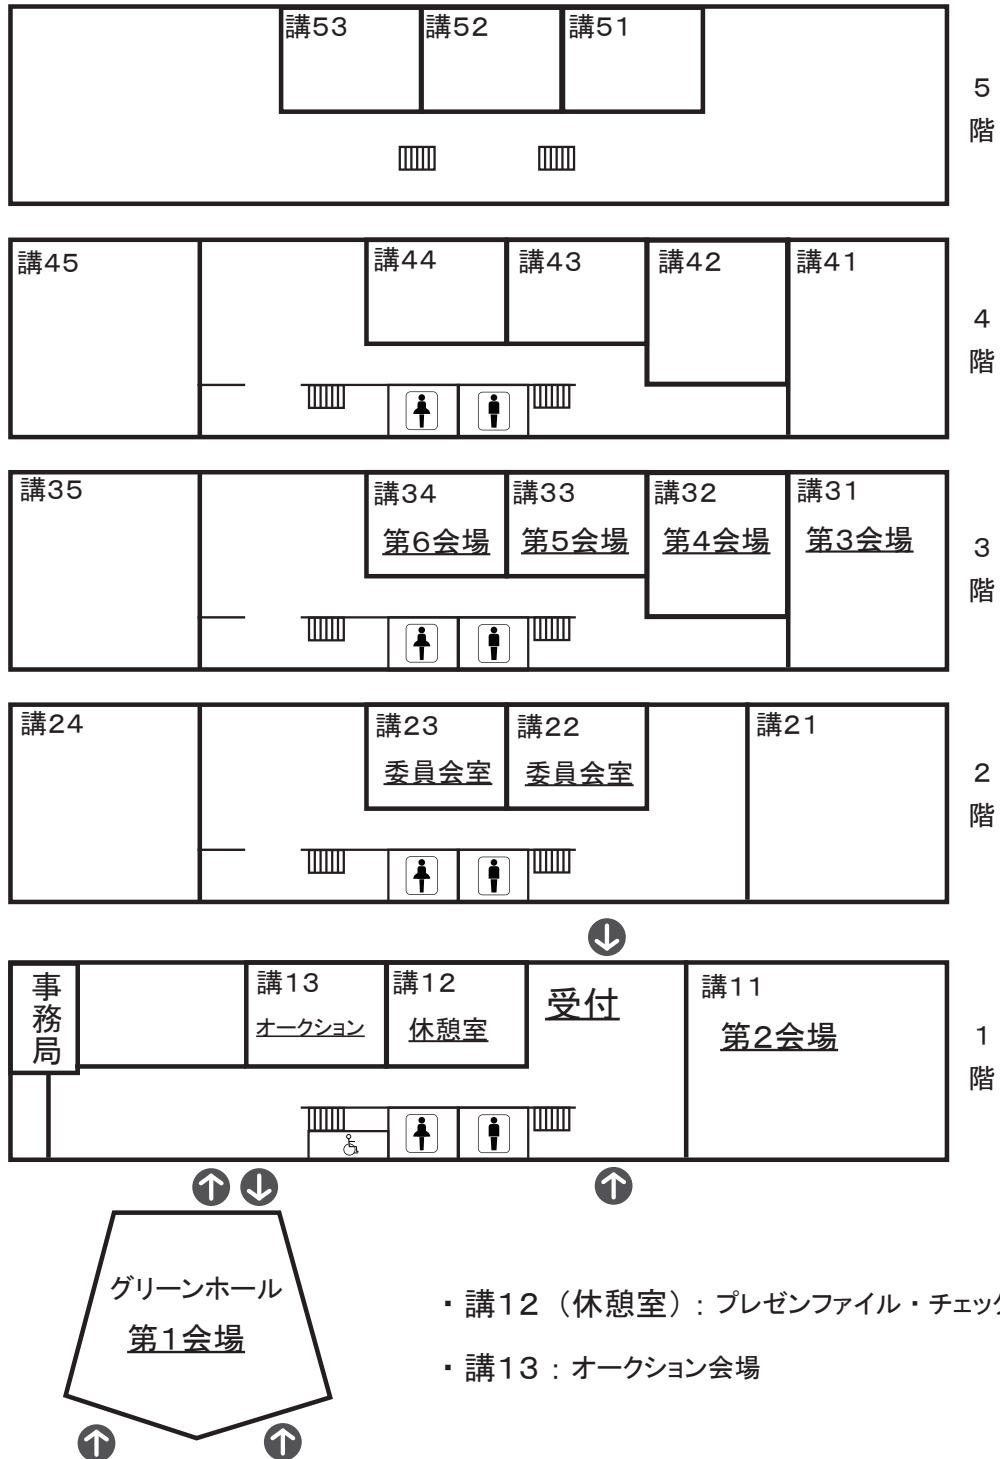 講53 講52 講51
5階
講45 講44 講43 講42 講41
4階
講35 講34 講33 講32 講31
第6会場 第5会場 第4会場 第3会場
3階
講24 講23 講22 講21
委員会室 委員会室
2階
事務局
講13 講12 受付 講11
オークション 休憩室 第2会場
1階
グリーンホール
第1会場
・講12（休憩室）：プレゼンファイル・チェック
・講13：オークション会場